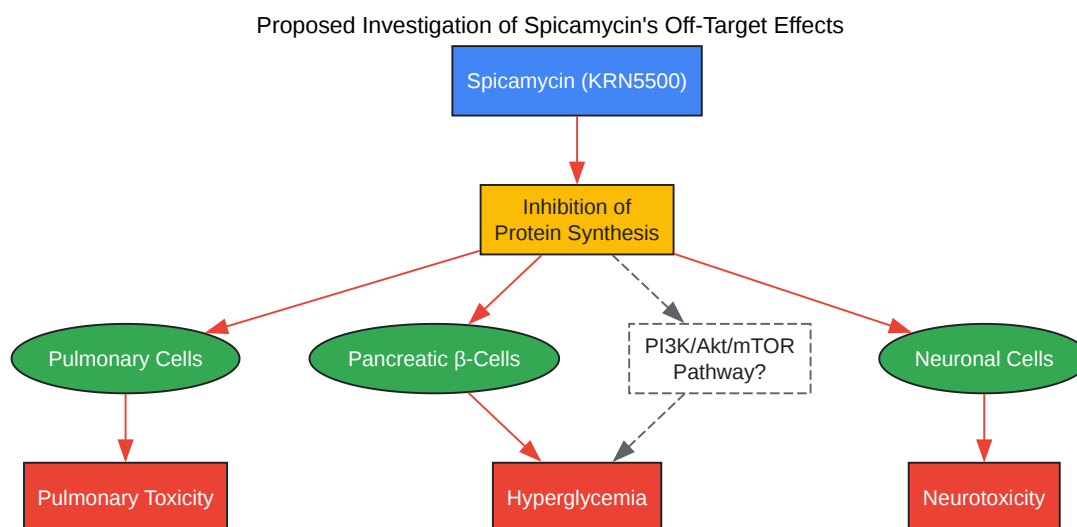 Proposed Investigation of Spicamycin's Off-Target Effects
Spicamycin (KRN5500)
Inhibition of
Protein Synthesis
Pulmonary Cells
Pancreatic β-Cells
PI3K/Akt/mTOR
Pathway?
Neuronal Cells
Pulmonary Toxicity
Hyperglycemia
Neurotoxicity